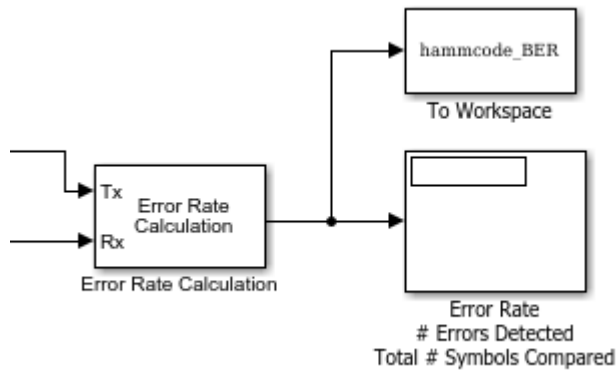 hammcode_BER
To Workspace
Tx
Error Rate
Calculation
Rx
Error Rate Calculation
Error Rate
# Errors Detected
Total # Symbols Compared